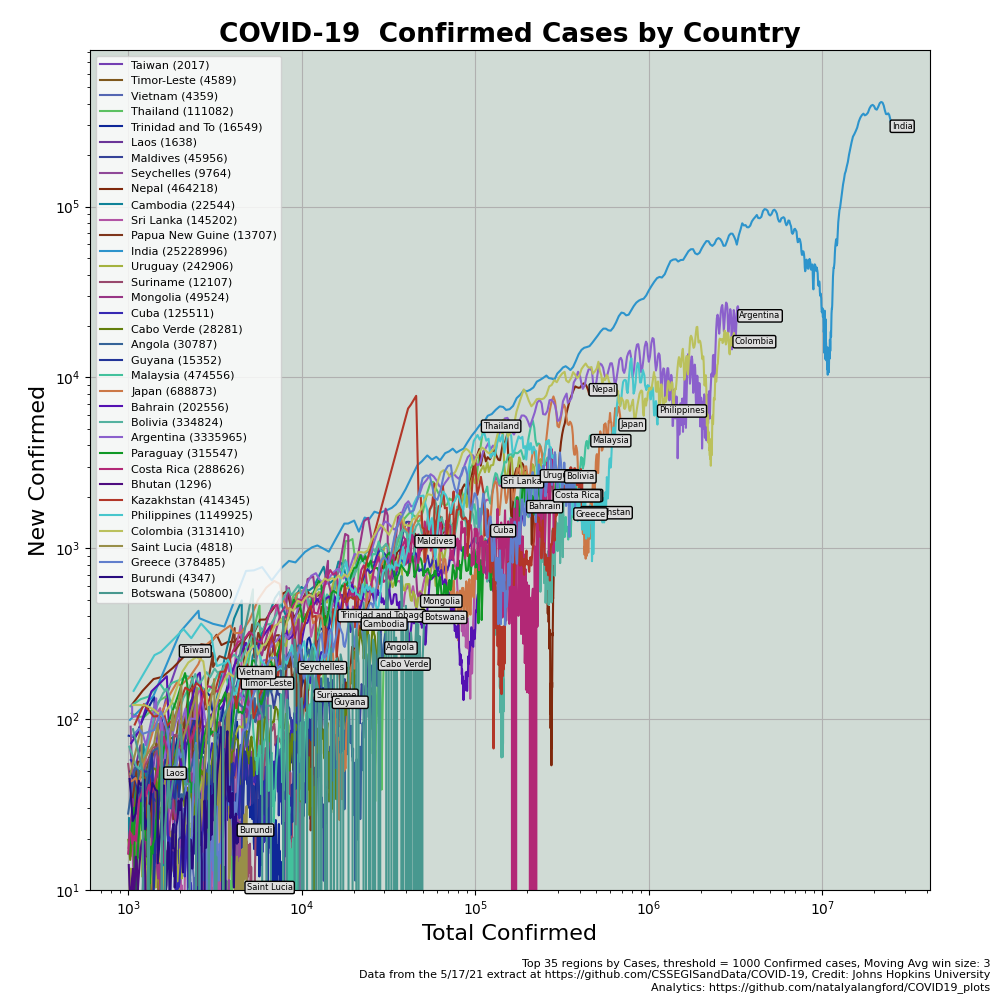 COVID-19  Confirmed Cases by Country
Taiwan (2017)
Timor-Leste (4589)
Vietnam (4359)
Thailand (111082)
Trinidad and To (16549)
Laos (1638)
Maldives (45956)
Seychelles (9764)
Nepal (464218)
Cambodia (22544)
Sri Lanka (145202)
Papua New Guine (13707)
India (25228996)
Uruguay (242906)
Suriname (12107)
Mongolia (49524)
Cuba (125511)
Cabo Verde (28281)
Angola (30787)
Guyana (15352)
Malaysia (474556)
Japan (688873)
Bahrain (202556)
Bolivia (334824)
Argentina (3335965)
Paraguay (315547)
Costa Rica (288626)
Bhutan (1296)
Kazakhstan (414345)
Philippines (1149925)
Colombia (3131410)
Saint Lucia (4818)
Greece (378485)
Burundi (4347)
Botswana (50800)
India
Argentina
Colombia
Nepal
Philippines
Thailand
Japan
Malaysia
Sri Lanka
Urug
Bolivia
Costa Rica
Bahrain
Greece
nstan
Cuba
Maldives
Mongolia
Trinidad and Tobago
Botswana
Cambodia
Angola
Taiwan
Cabo Verde
Seychelles
Vietnam
Timor-Leste
Suriname
Guyana
Laos
Burundi
Saint Lucia
10^5
10^4
10^3
10^2
10^1
New Confirmed
10^3 10^4 10^5 10^6 10^7
Total Confirmed
Top 35 regions by Cases, threshold = 1000 Confirmed cases, Moving Avg win size: 3
Data from the 5/17/21 extract at https://github.com/CSSEGISandData/COVID-19, Credit: Johns Hopkins University
Analytics: https://github.com/natalyalangford/COVID19_plots